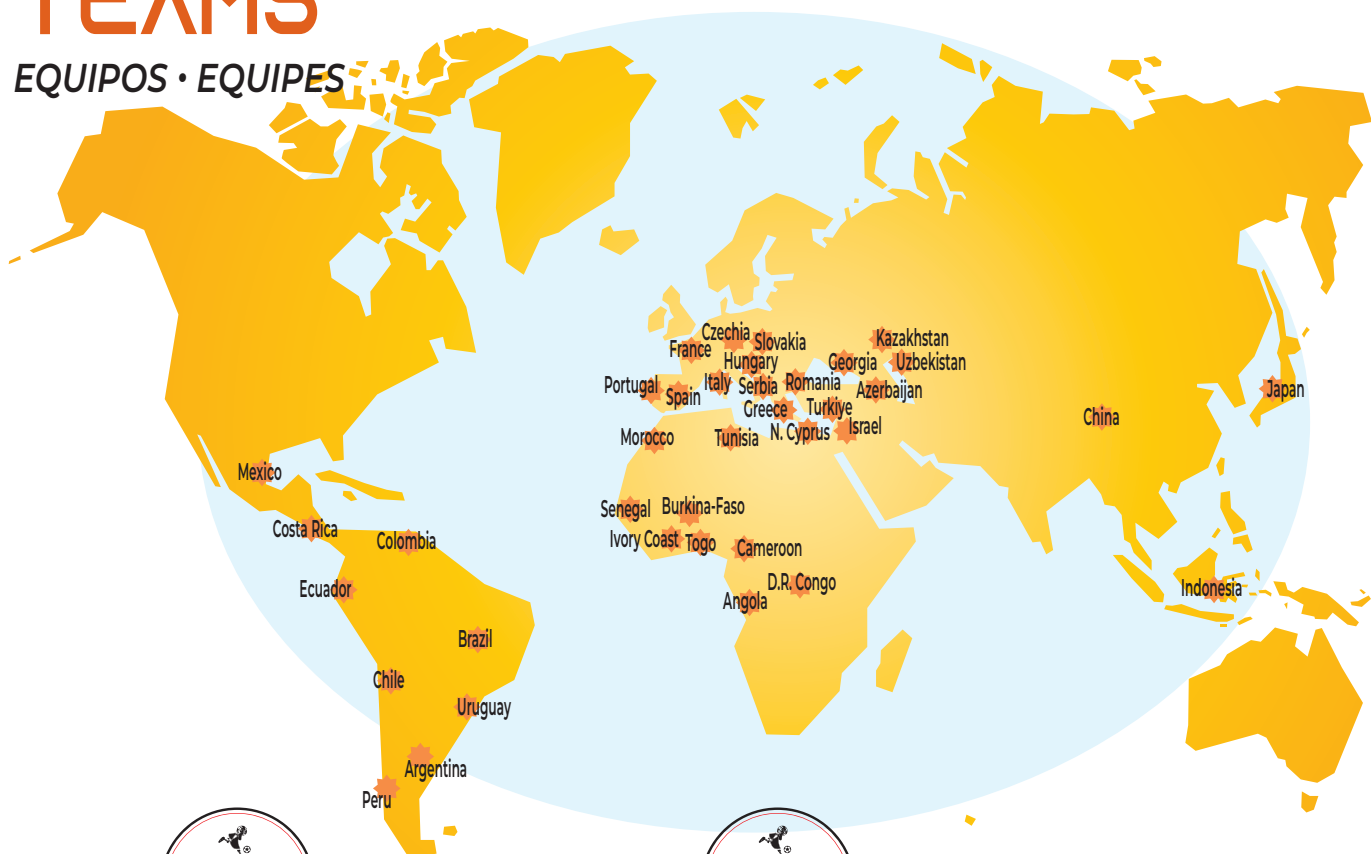 TEAMS
EQUIPOS • EQUIPES
Czechia
Slovakia
Kazakhstan
France
Hungary
Georgia
Uzbekistan
Portugal
Spain
Italy
Serbia
Romania
Azerbaijan
Japan
Greece
Turkiye
China
Morocco
Tunisia
N. Cyprus
Israel
Mexico
Senegal
Burkina-Faso
Costa Rica
Colombia
Ivory Coast
Togo
Cameroon
Ecuador
D.R. Congo
Angola
Indonesia
Brazil
Chile
Uruguay
Argentina
Peru